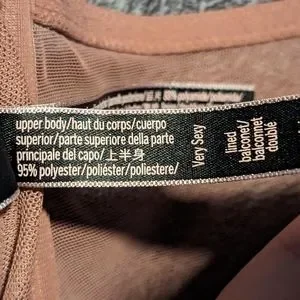 upper body/haut du corps/cuerpo
superior/parte superiore della parte
principale del capo/上半身
95% polyester/poliéster/poliestere/
Very Sexy
lined
balconet/
balconnet
doublé